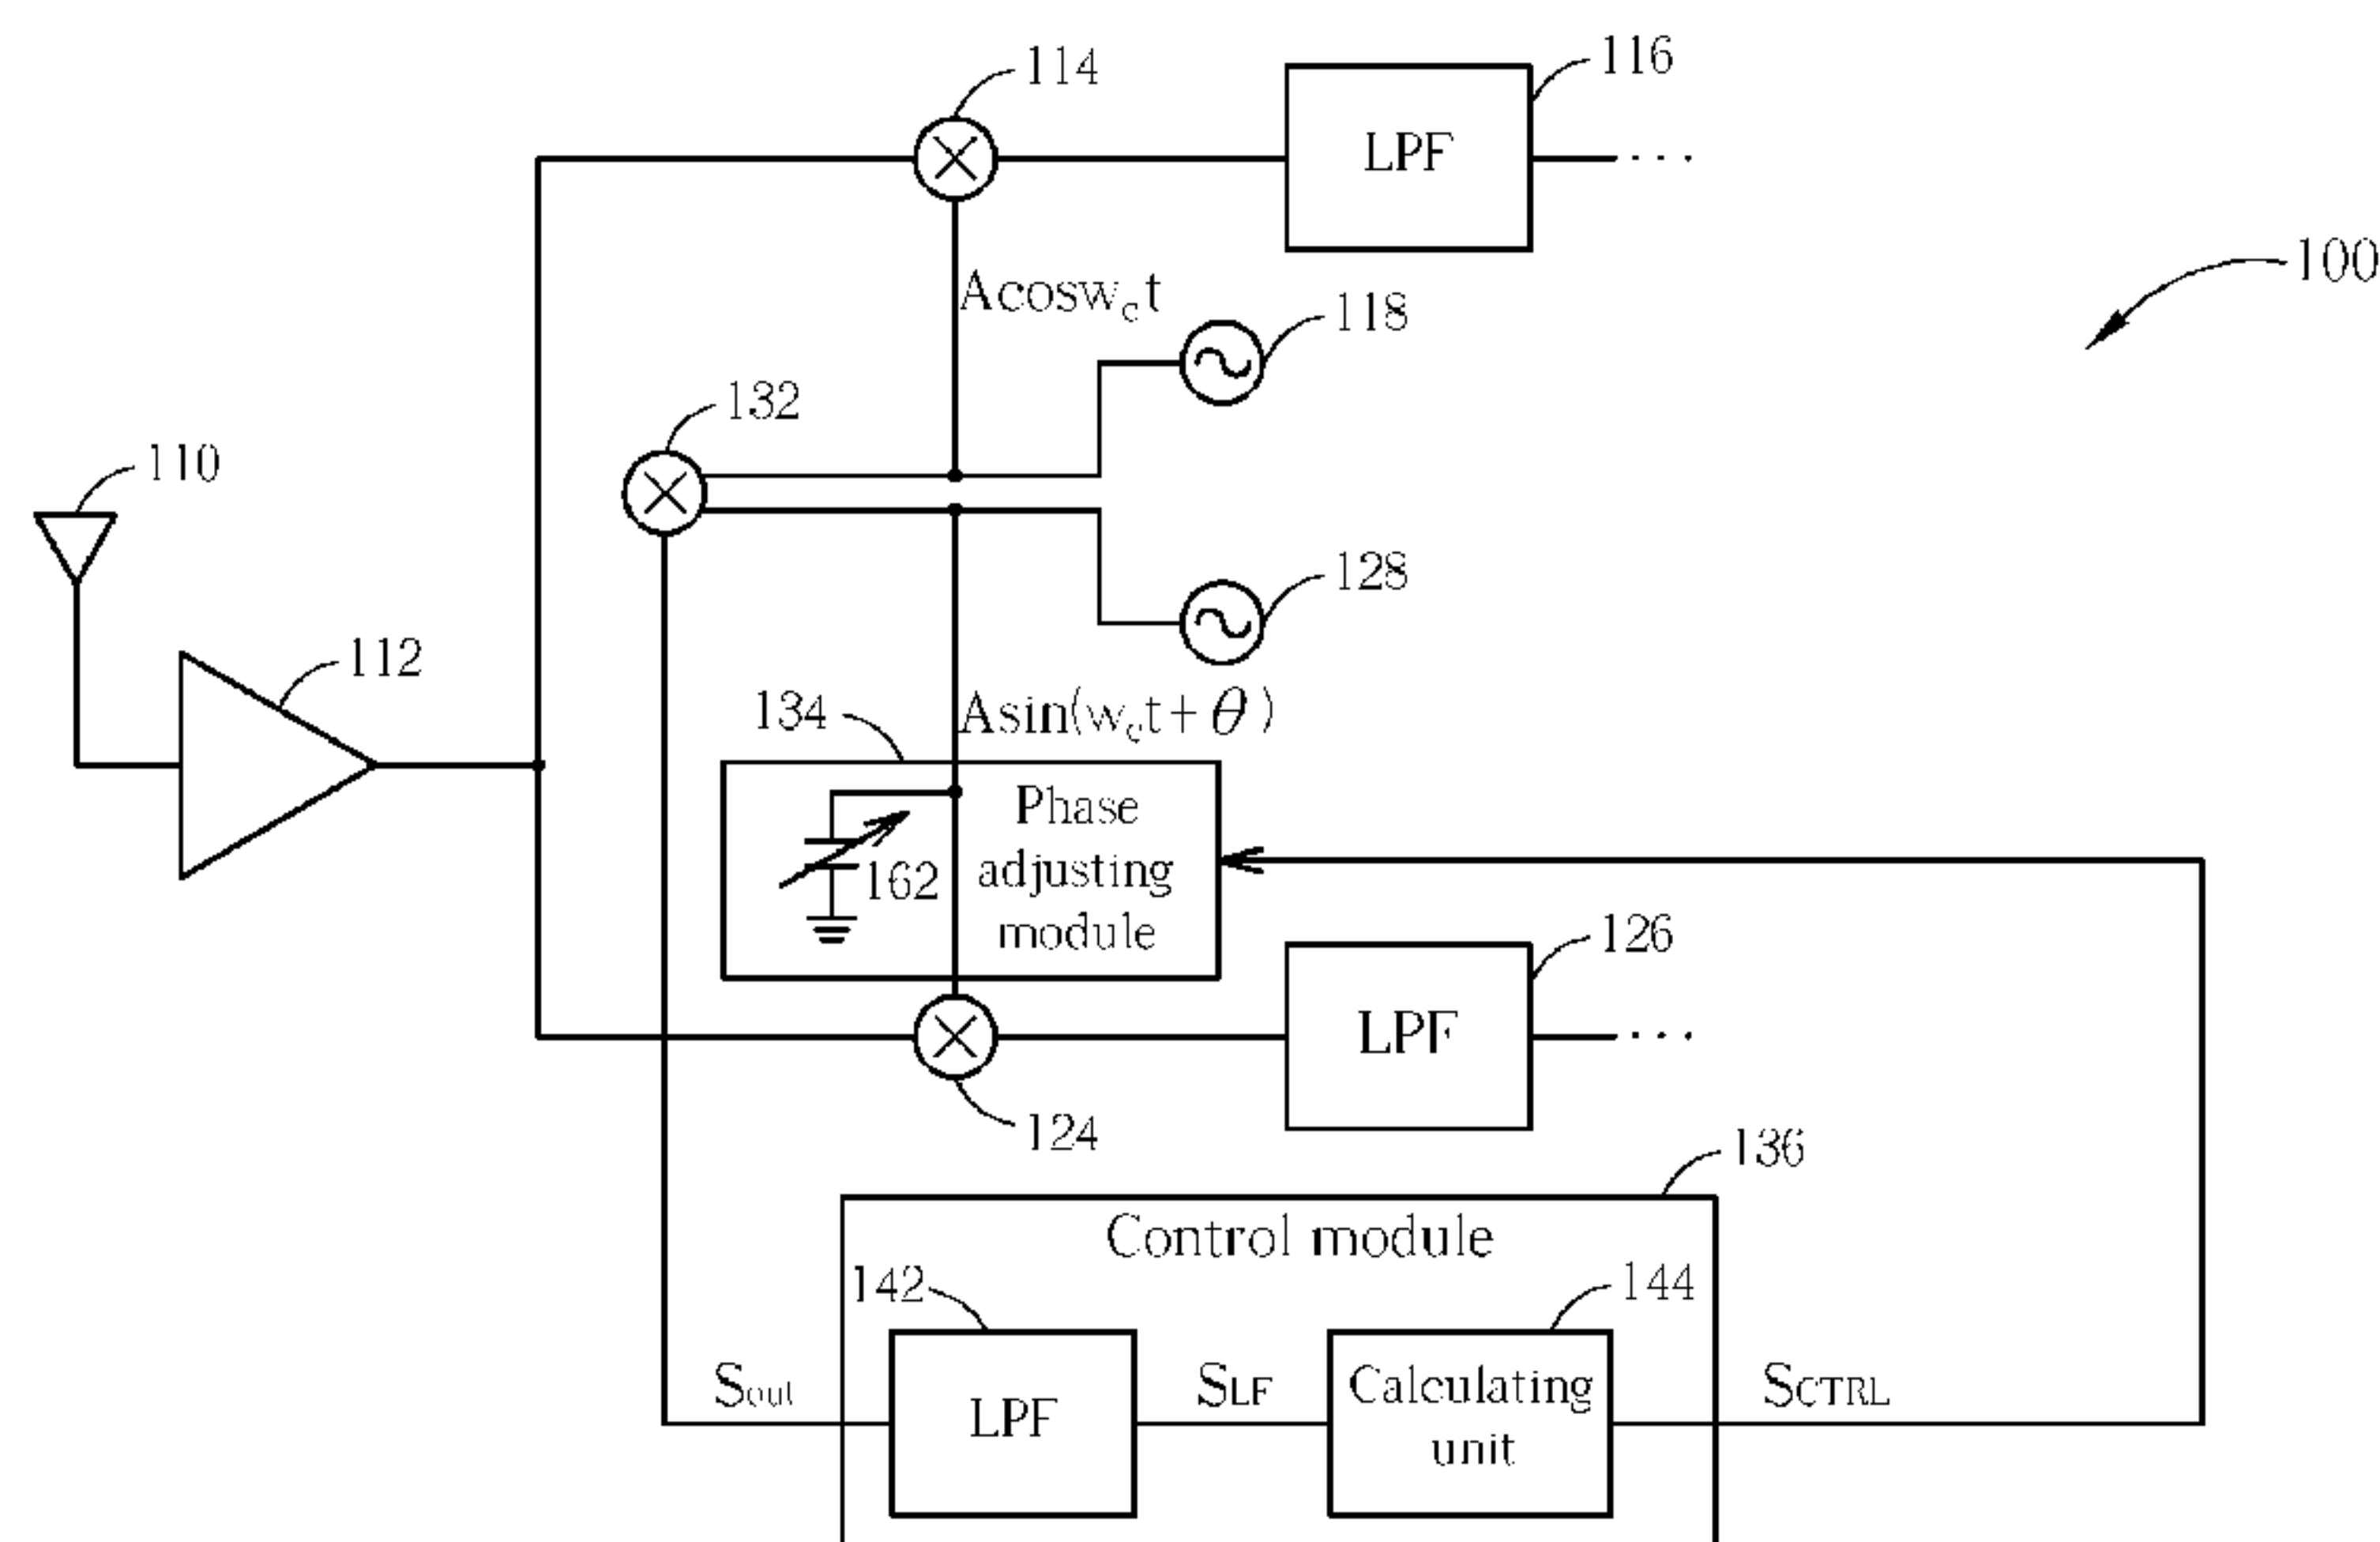 114
116
LPF
100
Acosw_ct
118
132
110
128
112
134
Asin(w_ct+θ)
Phase
adjusting
module
162
126
LPF
124
136
Control module
142
144
Sout
LPF
SLF
Calculating
unit
SCTRL